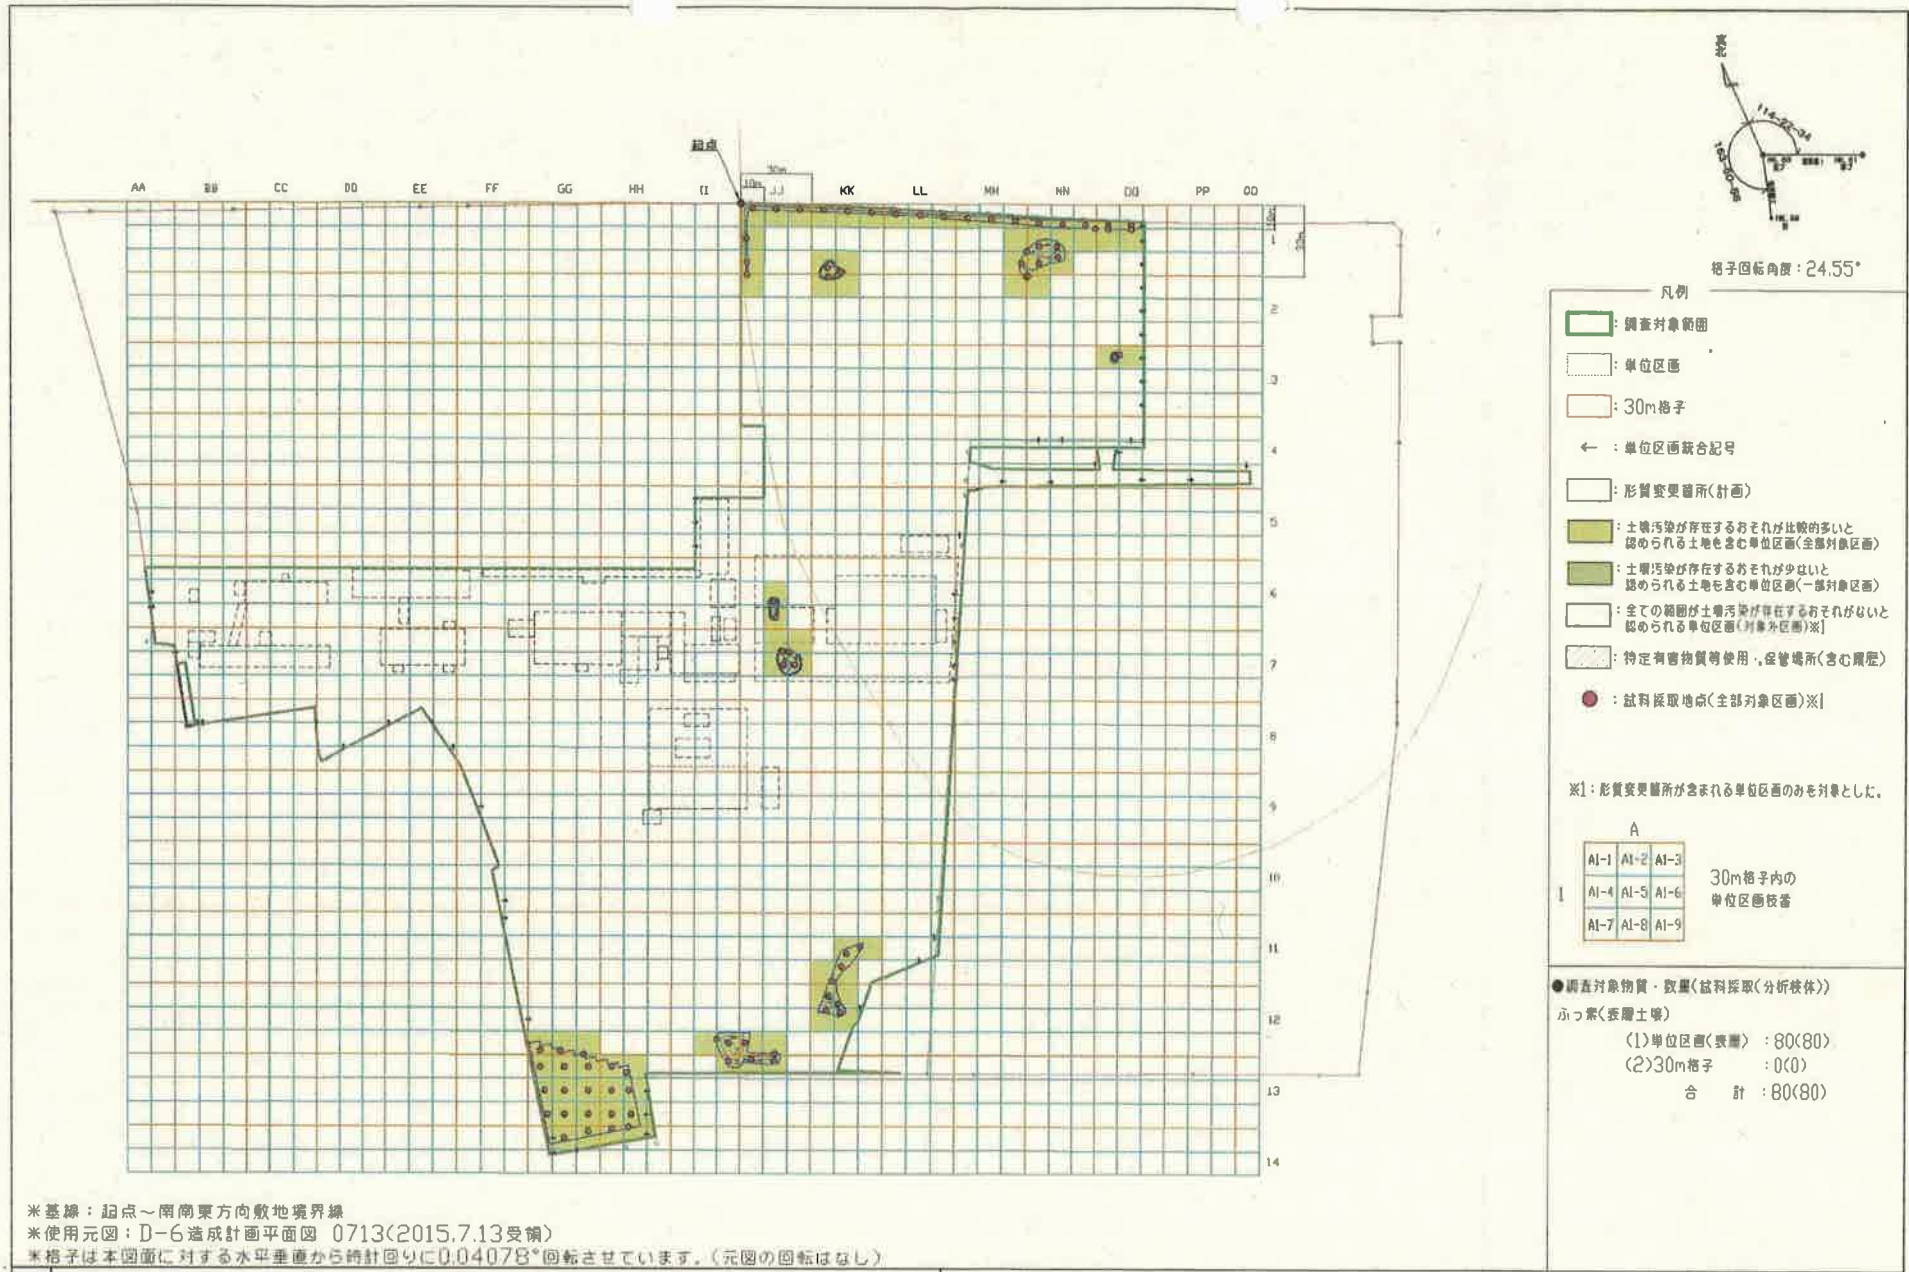 起点
30m
10m
AA BB CC DD EE FF GG HH II JJ KK LL MM NN OO PP QQ
10m
30m
1
2
3
4
5
6
7
8
9
10
11
12
13
14
真北
114-22-34
格子回転角度：24.55°
凡例
：調査対象範囲
：単位区画
：30m格子
：単位区画統合記号
：形質変更箇所(計画)
：土壌汚染が存在するおそれが比較的多いと
認められる土地を含む単位区画(全部対象区画)
：土壌汚染が存在するおそれが少ないと
認められる土地を含む単位区画(一部対象区画)
：全ての範囲が土壌汚染が存在するおそれがないと
認められる単位区画(対象外区画)※1
：特定有害物質等使用・保管場所(含む履歴)
：試料採取地点(全部対象区画)※1
※1：形質変更箇所が含まれる単位区画のみを対象とした。
A
A1-1 A1-2 A1-3
1 A1-4 A1-5 A1-6
A1-7 A1-8 A1-9
30m格子内の
単位区画枝番
●調査対象物質・数量(試料採取(分析検体))
ふっ素(表層土壌)
(1)単位区画(表層) ：80(80)
(2)30m格子 ：0(0)
合 計 ：80(80)
＊基線：起点～南南東方向敷地境界線
＊使用元図：D-6造成計画平面図 0713(2015.7.13受領)
＊格子は本図面に対する水平垂直から時計回りに0.04078°回転させています。(元図の回転はなし)